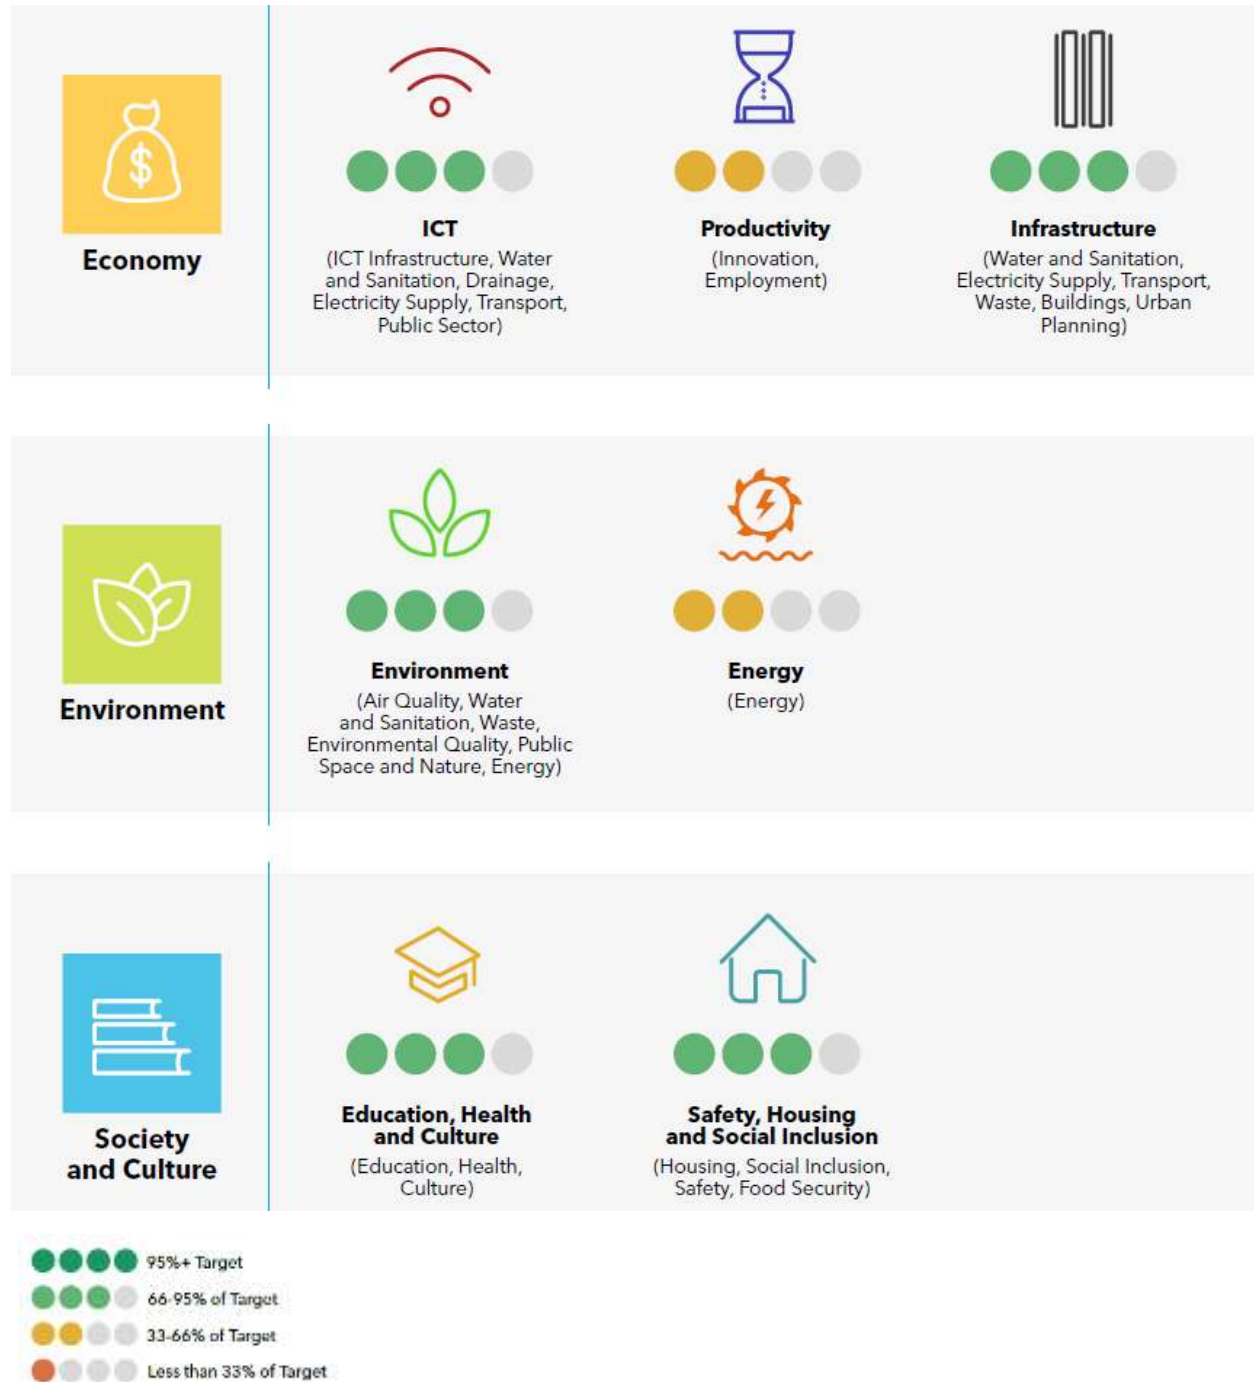 $
Economy
ICT
(ICT Infrastructure, Water
and Sanitation, Drainage,
Electricity Supply, Transport,
Public Sector)
Productivity
(Innovation,
Employment)
Infrastructure
(Water and Sanitation,
Electricity Supply, Transport,
Waste, Buildings, Urban
Planning)
Environment
Environment
(Air Quality, Water
and Sanitation, Waste,
Environmental Quality, Public
Space and Nature, Energy)
Energy
(Energy)
Society
and Culture
Education, Health
and Culture
(Education, Health,
Culture)
Safety, Housing
and Social Inclusion
(Housing, Social Inclusion,
Safety, Food Security)
95%+ Target
66-95% of Target
33-66% of Target
Less than 33% of Target